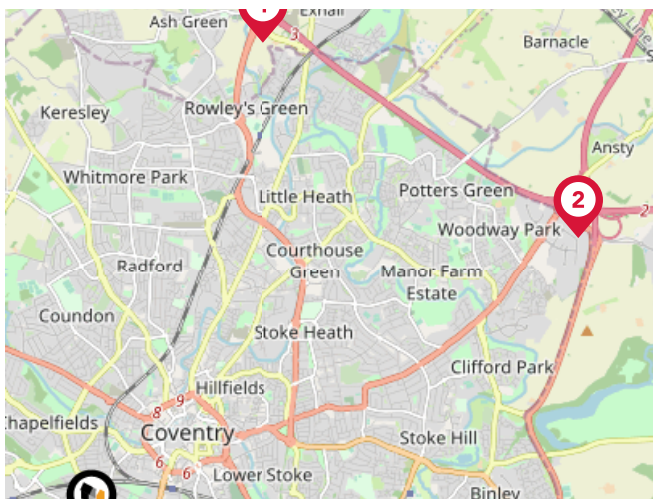 Ash Green
Exhall
3
Barnacle
Keresley
Rowley's Green
Ansty
Whitmore Park
Little Heath
Potters Green
2
2
Woodway Park
Courthouse
Green
Radford
Manor Farm
Estate
Coundon
Stoke Heath
Clifford Park
Hillfields
9
8
Chapelfields
Coventry
Stoke Hill
6
6
Lower Stoke
Binley